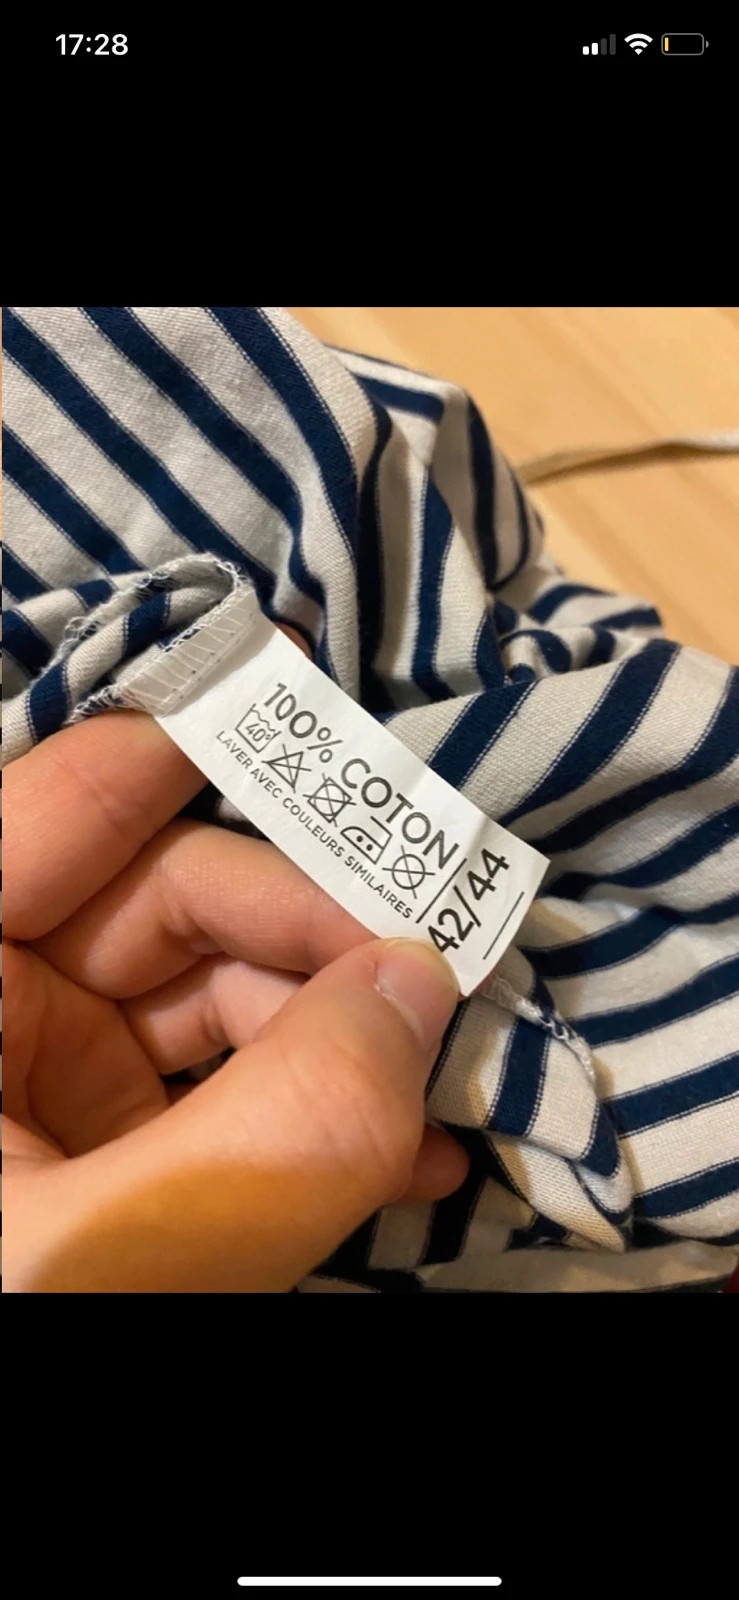 17:28
100% COTON
40°
LAVER AVEC COULEURS SIMILAIRES
42/44